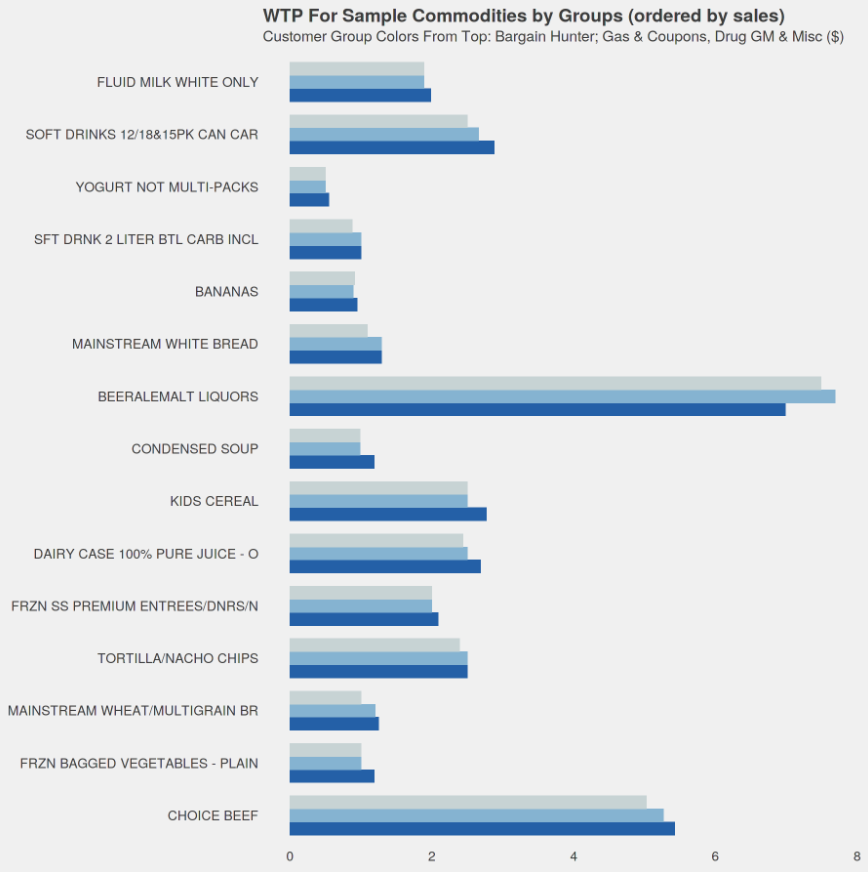 WTP For Sample Commodities by Groups (ordered by sales)
Customer Group Colors From Top: Bargain Hunter; Gas & Coupons, Drug GM & Misc ($)
FLUID MILK WHITE ONLY
SOFT DRINKS 12/18&15PK CAN CAR
YOGURT NOT MULTI-PACKS
SFT DRNK 2 LITER BTL CARB INCL
BANANAS
MAINSTREAM WHITE BREAD
BEERALEMALT LIQUORS
CONDENSED SOUP
KIDS CEREAL
DAIRY CASE 100% PURE JUICE - O
FRZN SS PREMIUM ENTREES/DNRS/N
TORTILLA/NACHO CHIPS
MAINSTREAM WHEAT/MULTIGRAIN BR
FRZN BAGGED VEGETABLES - PLAIN
CHOICE BEEF
0 2 4 6 8